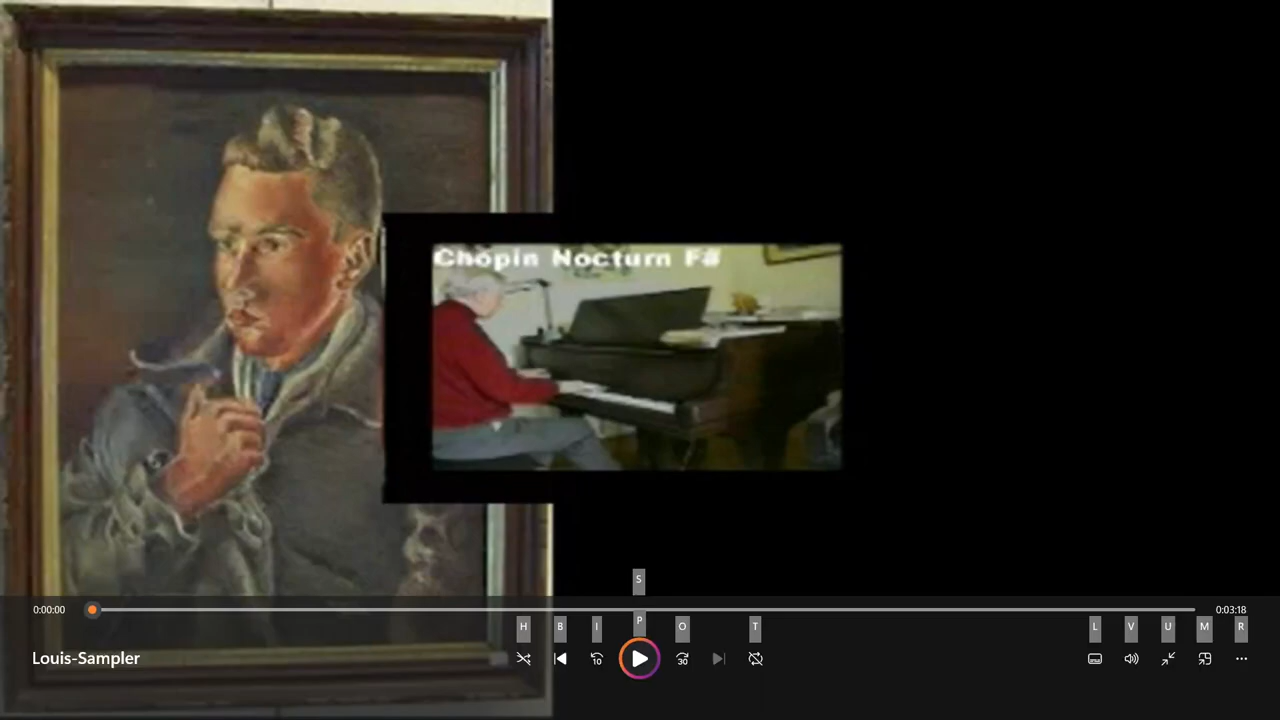 Chopin Nocturn F#
S
0:00:00
0:03:18
H B I P O T L V U M R
Louis-Sampler
10
30